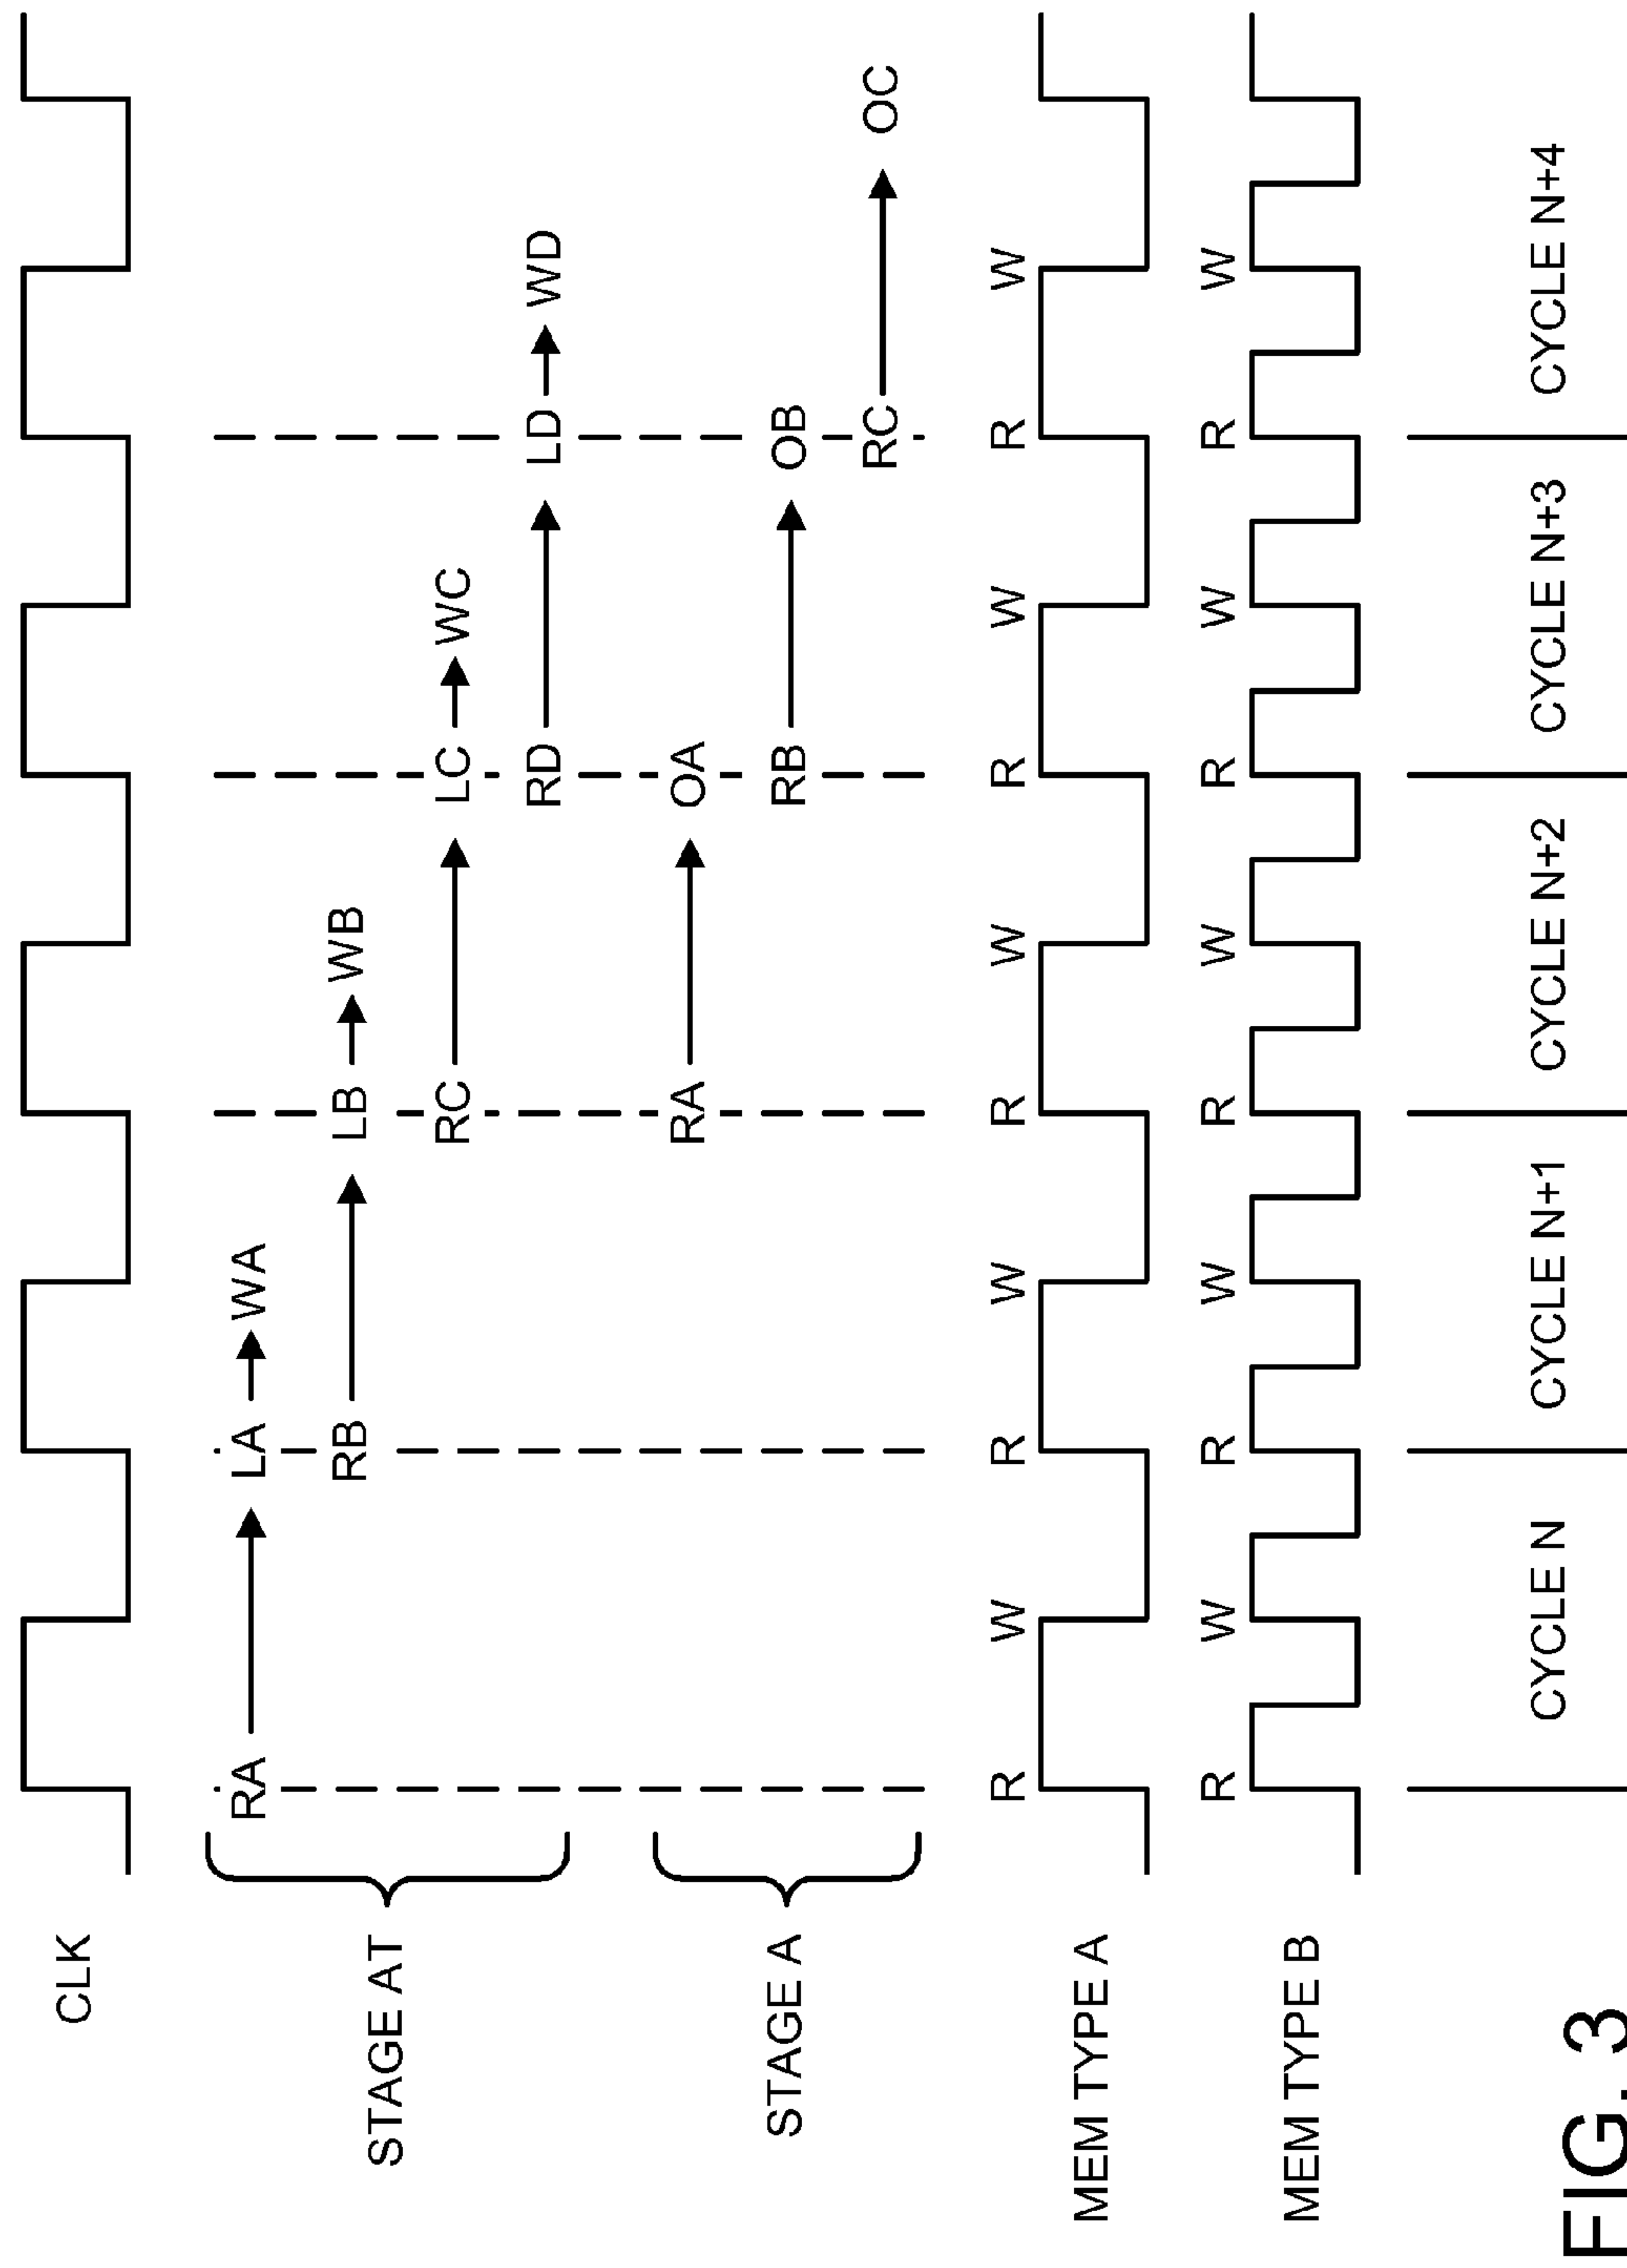 CLK
STAGE AT
RA LA WA
RB LB WB
RC LC WC
RD LD WD
STAGE A
RA OA
RB OB
RC OC
MEM TYPE A
R W R W R W R W R W
MEM TYPE B
R W R W R W R W R W
CYCLE N CYCLE N+1 CYCLE N+2 CYCLE N+3 CYCLE N+4
FIG. 3